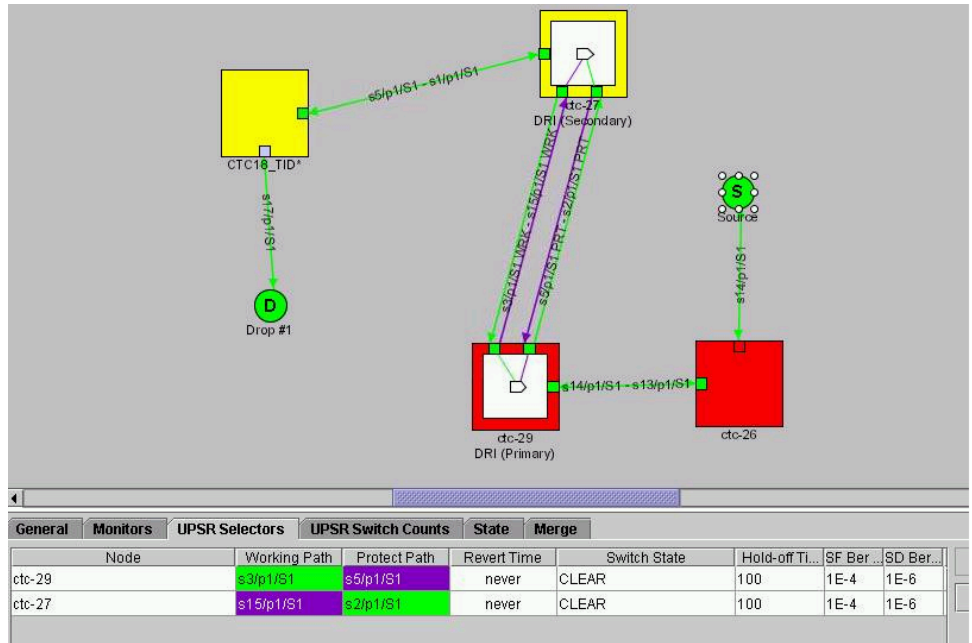 s5/p1/S1 - s1/p1/S1
ctc-27
DRI (Secondary)
CTC18_TID*
s17/p1/S1
D
Drop #1
s3/p1/S1 WRK - s15/p1/S1 WRK
s5/p1/S1 PRT - s2/p1/S1 PRT
S
Source
s14/p1/S1
s14/p1/S1 - s13/p1/S1
ctc-29
DRI (Primary)
ctc-26
General Monitors UPSR Selectors UPSR Switch Counts State Merge
Node Working Path Protect Path Revert Time Switch State Hold-off Ti... SF Ber ... SD Ber...
ctc-29 s3/p1/S1 s5/p1/S1 never CLEAR 100 1E-4 1E-6
ctc-27 s15/p1/S1 s2/p1/S1 never CLEAR 100 1E-4 1E-6